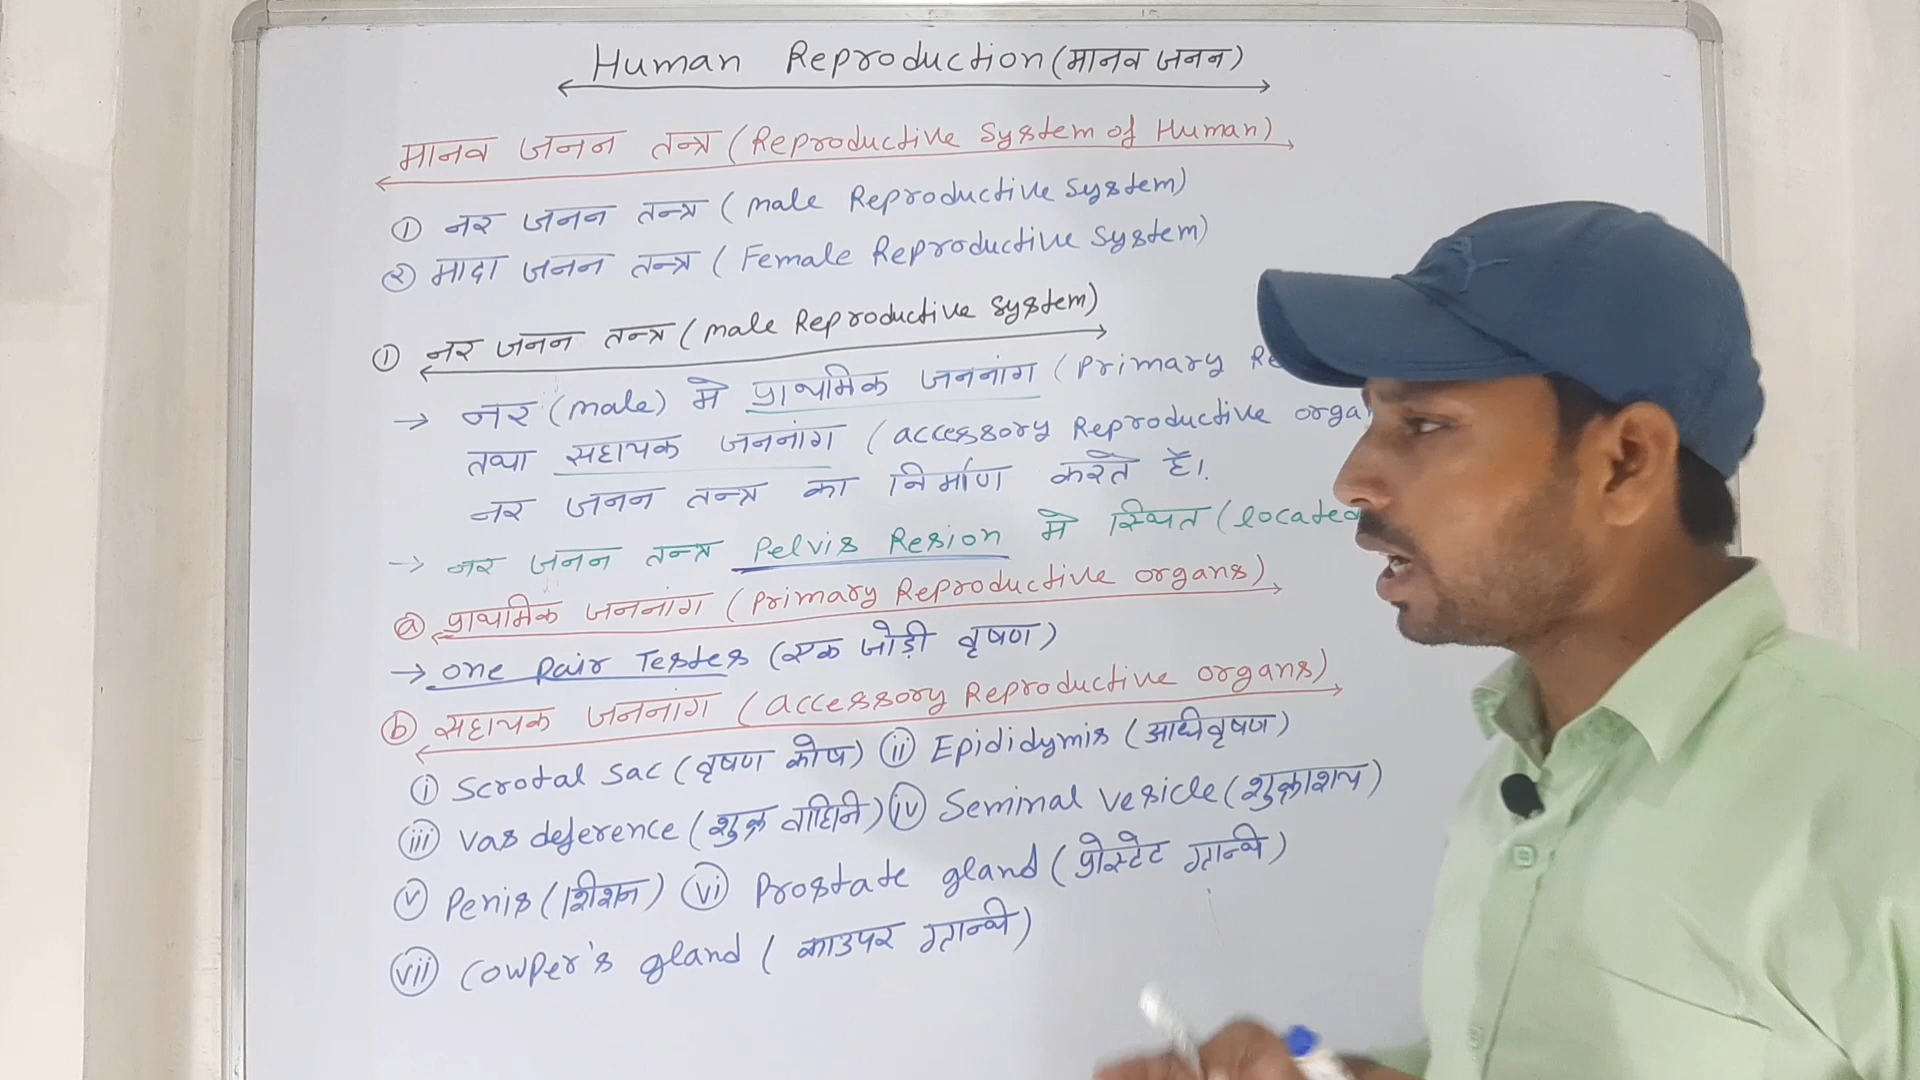 Human Reproduction (मानव जनन)
मानव जनन तन्त्र (Reproductive System of Human)
① नर जनन तन्त्र (male Reproductive System)
② मादा जनन तन्त्र (Female Reproductive System)
① नर जनन तन्त्र (male Reproductive System)
→ नर (male) मे प्राथमिक जननांग (Primary
तथा सहायक जननांग (accessory Reproductive
नर जनन तन्त्र का निर्माण करते है।
→ नर जनन तन्त्र Pelvis Resion मे स्थित (located
ⓐ प्राथमिक जननांग (Primary Reproductive organs)
→ one Pair Testes (एक जोड़ी वृषण)
ⓑ सहायक जननांग (accessory Reproductive organs)
(i) Scrotal Sac (वृषण कोष) (ii) Epididymis (अधिवृषण)
(iii) Vas deference (शुक्र वाहिनि) (iv) Seminal vesicle (शुक्राशय)
(v) Penis (शिशन) (vi) Prostate gland (प्रोस्टेट ग्रान्थि)
(vii) Cowper's gland (काउपर ग्रान्थि)